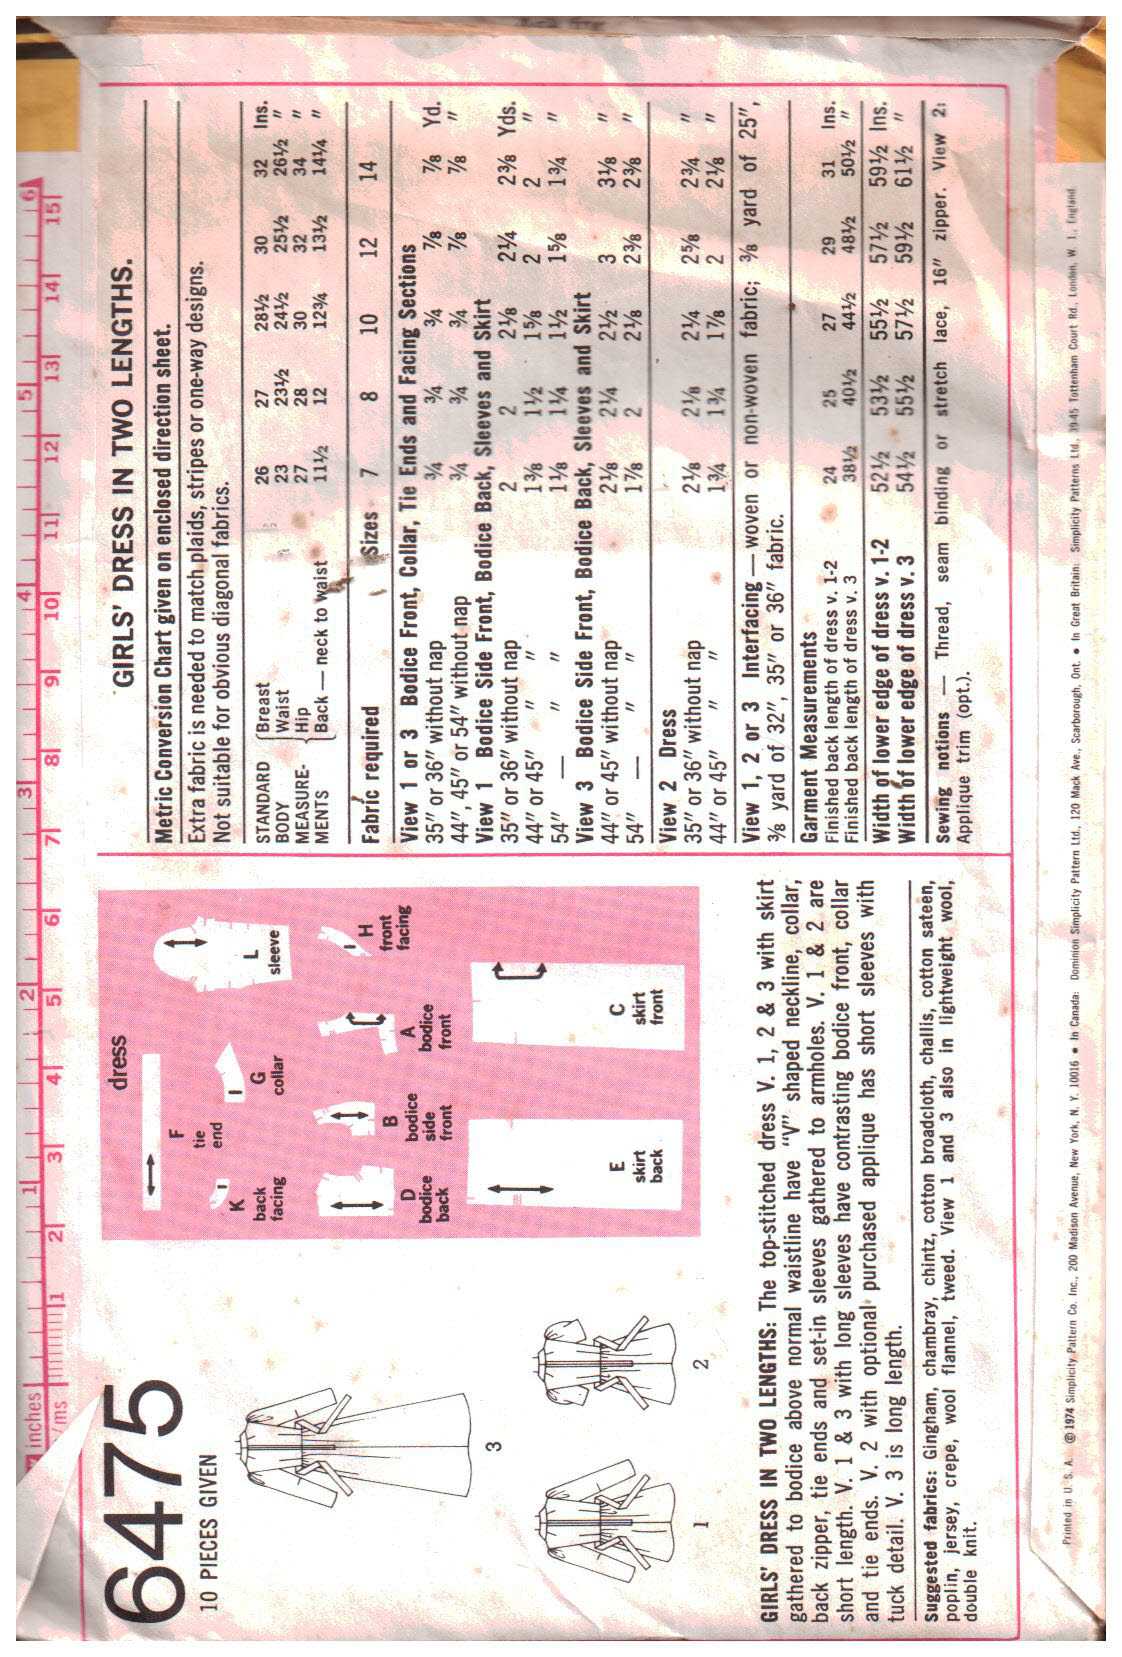 6475
10 PIECES GIVEN
3
1
2
dress
F
tie
end
K
back
facing
G
collar
L
sleeve
D
bodice
back
B
bodice
side
front
A
bodice
front
H
front
facing
E
skirt
back
C
skirt
front
GIRLS' DRESS IN TWO LENGTHS: The top-stitched dress V. 1, 2 & 3 with skirt
gathered to bodice above normal waistline have "V" shaped neckline, collar,
back zipper, tie ends and set-in sleeves gathered to armholes. V. 1 & 2 are
short length. V. 1 & 3 with long sleeves have contrasting bodice front, collar
and tie ends. V. 2 with optional purchased applique has short sleeves with
tuck detail. V. 3 is long length.
Suggested fabrics: Gingham, chambray, chintz, cotton broadcloth, challis, cotton sateen,
poplin, jersey, crepe, wool flannel, tweed. View 1 and 3 also in lightweight wool,
double knit.
GIRLS' DRESS IN TWO LENGTHS.
Metric Conversion Chart given on enclosed direction sheet.
Extra fabric is needed to match plaids, stripes or one-way designs.
Not suitable for obvious diagonal fabrics.
STANDARD { Breast 26 27 28½ 30 32 Ins.
BODY Waist 23 23½ 24½ 25½ 26½ "
MEASURE- Hip 27 28 30 32 34 "
MENTS Back — neck to waist 11½ 12 12¾ 13½ 14¼ "
Fabric required Sizes 7 8 10 12 14
View 1 or 3 Bodice Front, Collar, Tie Ends and Facing Sections
35" or 36" without nap ¾ ¾ ¾ ⅞ ⅞ Yd.
44", 45" or 54" without nap ¾ ¾ ¾ ⅞ ⅞ "
View 1 Bodice Side Front, Bodice Back, Sleeves and Skirt
35" or 36" without nap 2 2 2⅛ 2¼ 2⅜ Yds.
44" or 45" " " 1⅜ 1½ 1⅝ 2 2 "
54" — " 1⅛ 1¼ 1½ 1⅝ 1¾ "
View 3 Bodice Side Front, Bodice Back, Sleeves and Skirt
44" or 45" without nap 2⅛ 2¼ 2½ 3 3⅛ "
54" — " 1⅞ 2 2⅛ 2⅜ 2⅜ "
View 2 Dress
35" or 36" without nap 2⅛ 2⅛ 2¼ 2⅝ 2¾ "
44" or 45" " " 1¾ 1¾ 1⅞ 2 2⅛ "
View 1, 2 or 3 Interfacing — woven or non-woven fabric; ⅜ yard of 25",
⅜ yard of 32", 35" or 36" fabric.
Garment Measurements
Finished back length of dress v. 1-2 24 25 27 29 31 Ins.
Finished back length of dress v. 3 38½ 40½ 44½ 48½ 50½ "
Width of lower edge of dress v. 1-2 52½ 53½ 55½ 57½ 59½ Ins.
Width of lower edge of dress v. 3 54½ 55½ 57½ 59½ 61½ "
Sewing notions — Thread, seam binding or stretch lace, 16" zipper. View 2:
Applique trim (opt.).
Printed in U. S. A. © 1974 Simplicity Pattern Co. Inc., 200 Madison Avenue, New York, N. Y. 10016 • In Canada: Dominion Simplicity Pattern Ltd., 120 Mack Ave., Scarborough, Ont. • In Great Britain: Simplicity Patterns Ltd., 39-45 Tottenham Court Rd., London, W. 1., England
inches 1 2 3 4 5 6
/ms 1 2 3 4 5 6 7 8 9 10 11 12 13 14 15